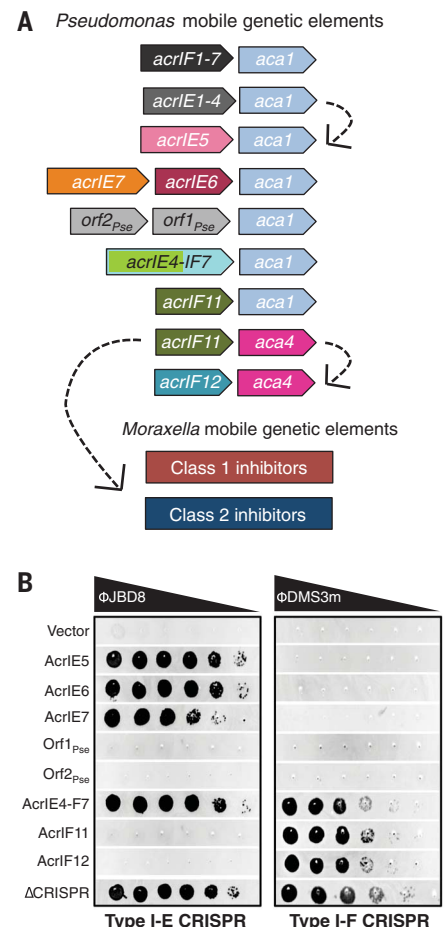 A
Pseudomonas mobile genetic elements
acrIF1-7 aca1
acrIE1-4 aca1
acrIE5 aca1
acrIE7 acrIE6 aca1
orf2Pse orf1Pse aca1
acrIE4-IF7 aca1
acrIF11 aca1
acrIF11 aca4
acrIF12 aca4
Moraxella mobile genetic elements
Class 1 inhibitors
Class 2 inhibitors
B
ΦJBD8 ΦDMS3m
Vector
AcrIE5
AcrIE6
AcrIE7
Orf1Pse
Orf2Pse
AcrIE4-F7
AcrIF11
AcrIF12
ΔCRISPR
Type I-E CRISPR Type I-F CRISPR